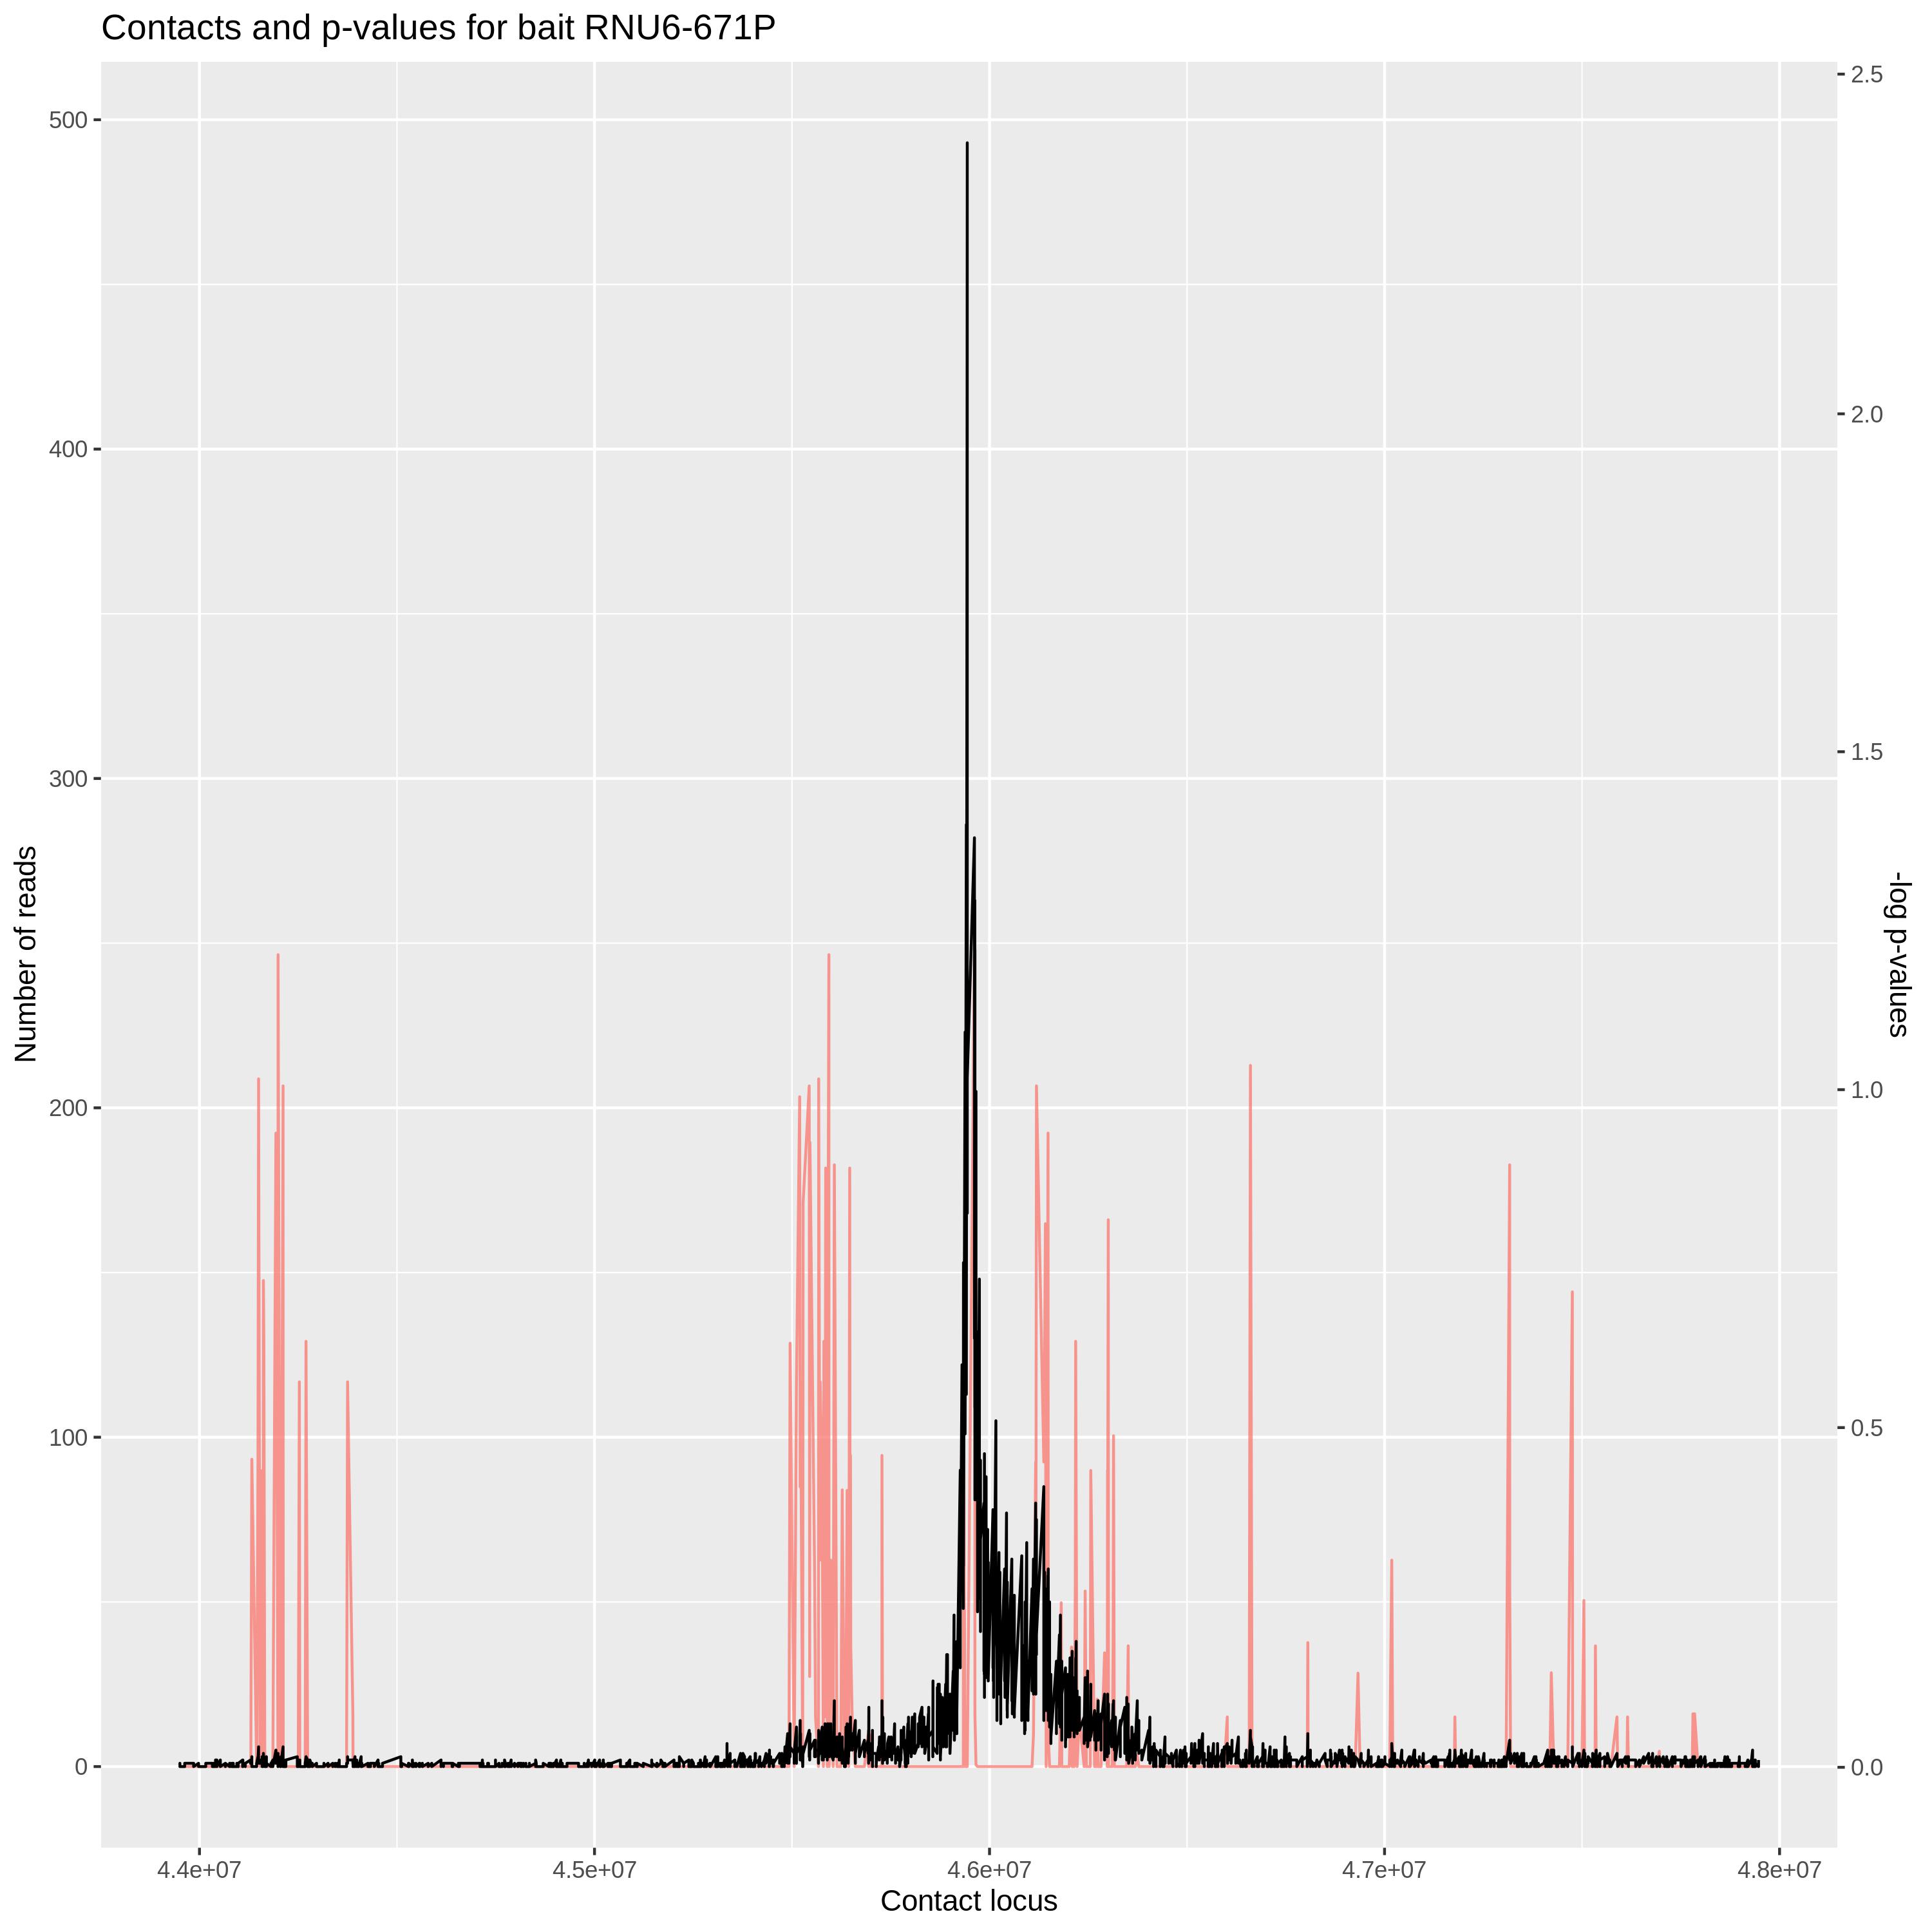 Contacts and p-values for bait RNU6-671P
500
400
300
200
100
0
Number of reads
2.5
2.0
1.5
1.0
0.5
0.0
-log p-values
4.4e+07
4.5e+07
4.6e+07
4.7e+07
4.8e+07
Contact locus